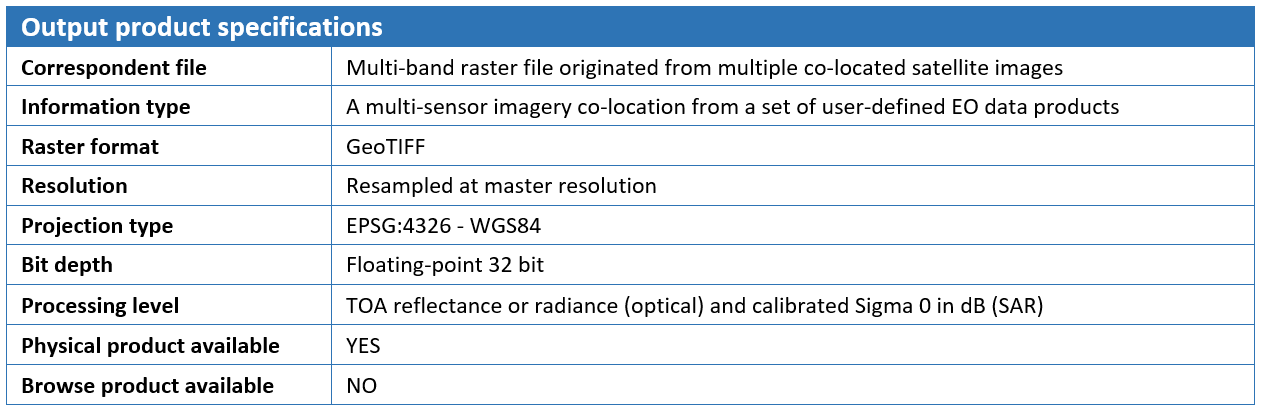 Output product specifications
Correspondent file Multi-band raster file originated from multiple co-located satellite images
Information type A multi-sensor imagery co-location from a set of user-defined EO data products
Raster format GeoTIFF
Resolution Resampled at master resolution
Projection type EPSG:4326 - WGS84
Bit depth Floating-point 32 bit
Processing level TOA reflectance or radiance (optical) and calibrated Sigma 0 in dB (SAR)
Physical product available YES
Browse product available NO